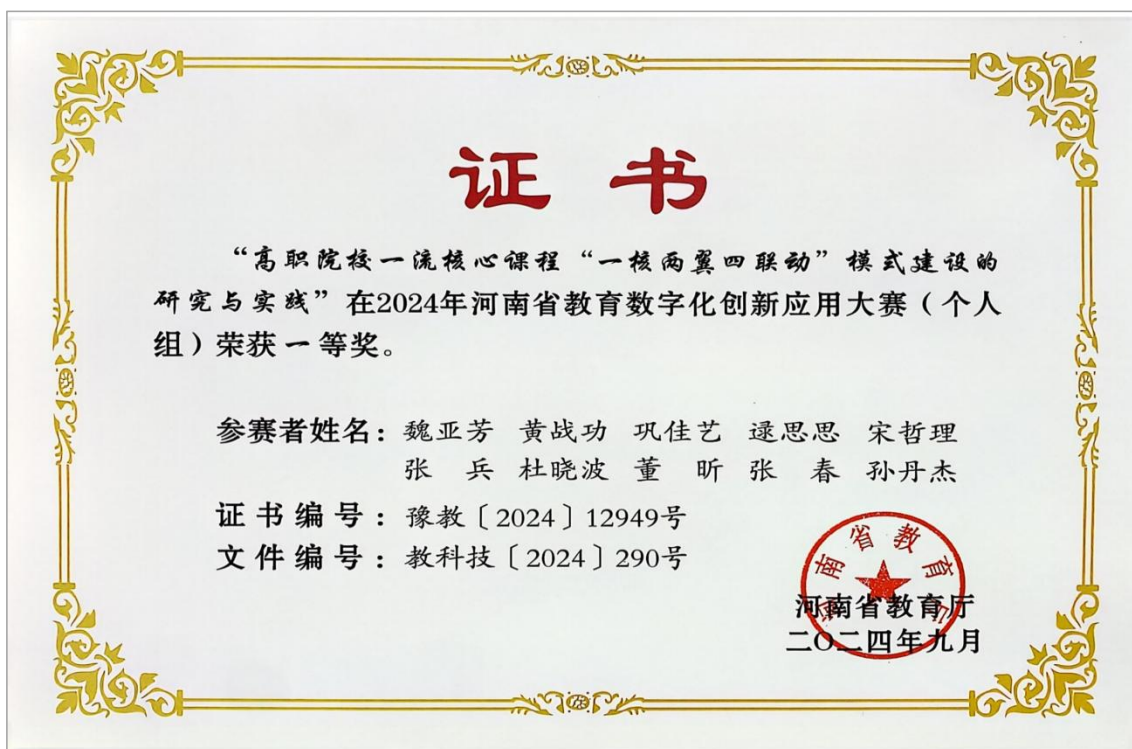 证书
“高职院校一流核心课程“一核两翼四联动”模式建设的
研究与实践”在2024年河南省教育数字化创新应用大赛（个人
组）荣获一等奖。
参赛者姓名：魏亚芳 黄战功 巩佳艺 逯思思 宋哲理
张 兵 杜晓波 董 昕 张 春 孙丹杰
证书编号：豫教〔2024〕12949号
文件编号：教科技〔2024〕290号
河南省教育厅
河南省教育厅
二〇二四年九月